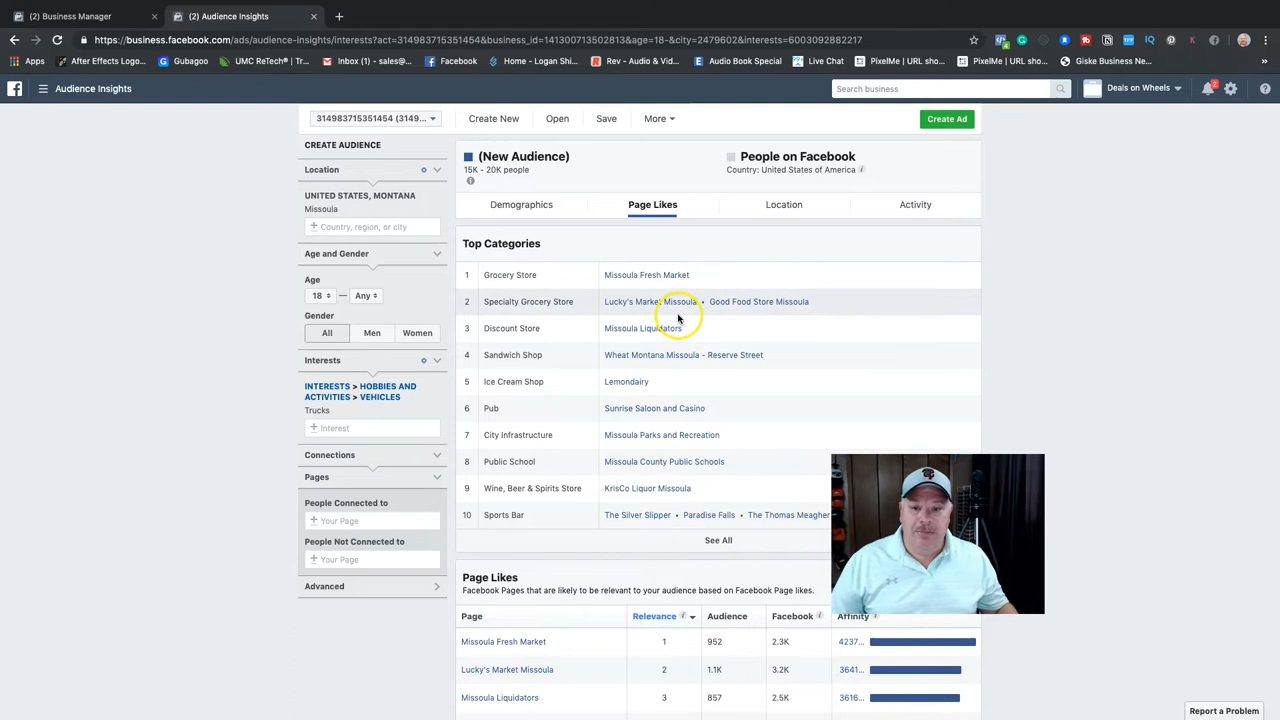 (2) Business Manager
(2) Audience Insights
https://business.facebook.com/ads/audience-insights/interests?act=314983715351454&business_id=141300713502813&age=18-&city=2479602&interests=6003092882217
Apps
After Effects Logo...
Gubagoo
UMC ReTech® | Tr...
Inbox (1) - sales@...
Facebook
Home - Logan Shi...
Rev - Audio & Vid...
Audio Book Special
Live Chat
PixelMe | URL sho...
PixelMe | URL sho...
Giske Business Ne...
Audience Insights
Search business
Deals on Wheels
2
314983715351454 (3149...
Create New
Open
Save
More
Create Ad
CREATE AUDIENCE
Location
UNITED STATES, MONTANA
Missoula
Country, region, or city
Age and Gender
Age
18 — Any
Gender
All Men Women
Interests
INTERESTS > HOBBIES AND
ACTIVITIES > VEHICLES
Trucks
Interest
Connections
Pages
People Connected to
Your Page
People Not Connected to
Your Page
Advanced
(New Audience)
15K - 20K people
People on Facebook
Country: United States of America
Demographics
Page Likes
Location
Activity
Top Categories
1 Grocery Store Missoula Fresh Market
2 Specialty Grocery Store Lucky's Market Missoula • Good Food Store Missoula
3 Discount Store Missoula Liquidators
4 Sandwich Shop Wheat Montana Missoula - Reserve Street
5 Ice Cream Shop Lemondairy
6 Pub Sunrise Saloon and Casino
7 City Infrastructure Missoula Parks and Recreation
8 Public School Missoula County Public Schools
9 Wine, Beer & Spirits Store KrisCo Liquor Missoula
10 Sports Bar The Silver Slipper • Paradise Falls • The Thomas Meagher
See All
Page Likes
Facebook Pages that are likely to be relevant to your audience based on Facebook Page likes.
Page Relevance Audience Facebook Affinity
Missoula Fresh Market 1 952 2.3K 4237...
Lucky's Market Missoula 2 1.1K 3.2K 3641...
Missoula Liquidators 3 857 2.5K 3616...
Report a Problem